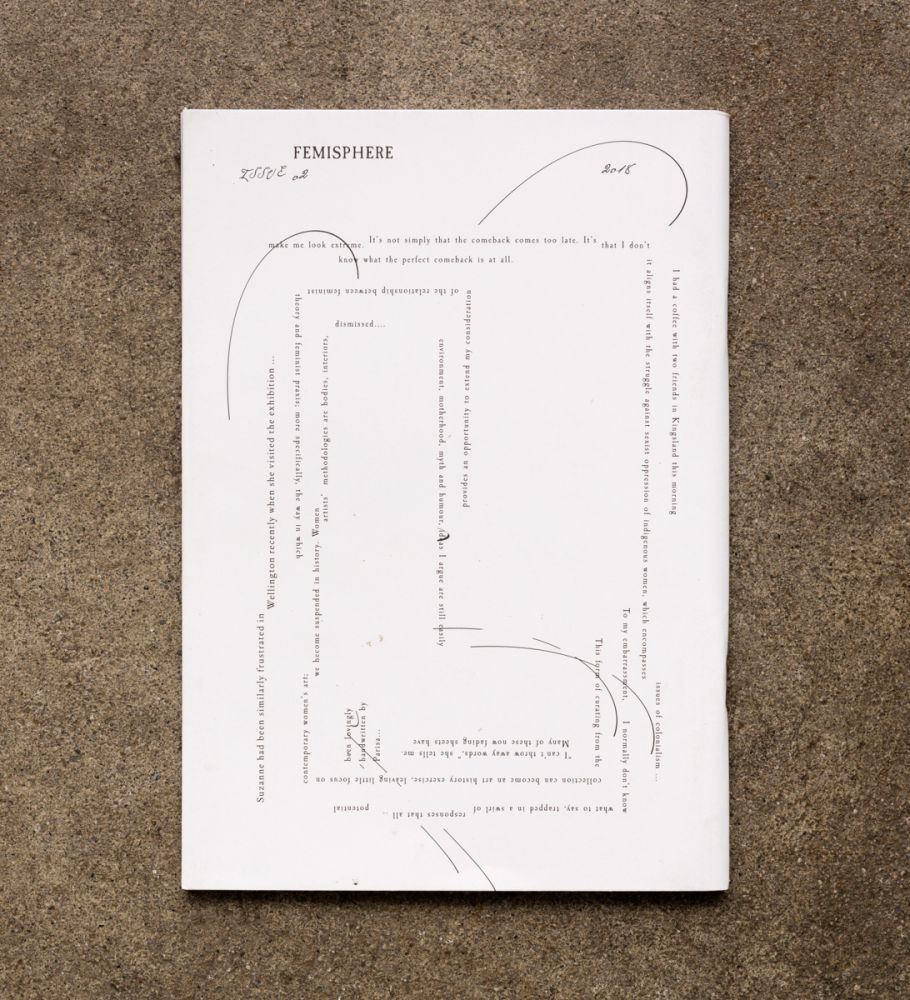 FEMISPHERE
ISSUE 02
2018
I had a coffee with two friends in Kingsland this morning
To my embarrassment, I normally don't know
what to say, trapped in a swirl of
responses that all ..
potential
make me look extreme. It's not simply that the comeback comes too late. It's that I don't
know what the perfect comeback is at all.
it aligns itself with the struggle against sexist oppression of indigenous women, which encompasses
issues of colonialism ...
This form of curating from the
collection can become an art history exercise, leaving little focus on
contemporary women's art;
we become suspended in history. Women
artists' methodologies are bodies, interiors,
environment, motherhood, myth and humour, ideas I argue are still easily
dismissed....
provides an opportunity to extend my consideration
of the relationship between feminist
theory and feminist praxis; more specifically, the way in which
Suzanne had been similarly frustrated in
Wellington recently when she visited the exhibition ...
"I can't throw away words," she tells me.
Many of these now fading sheets have
been lovingly
handwritten by
Parisa...